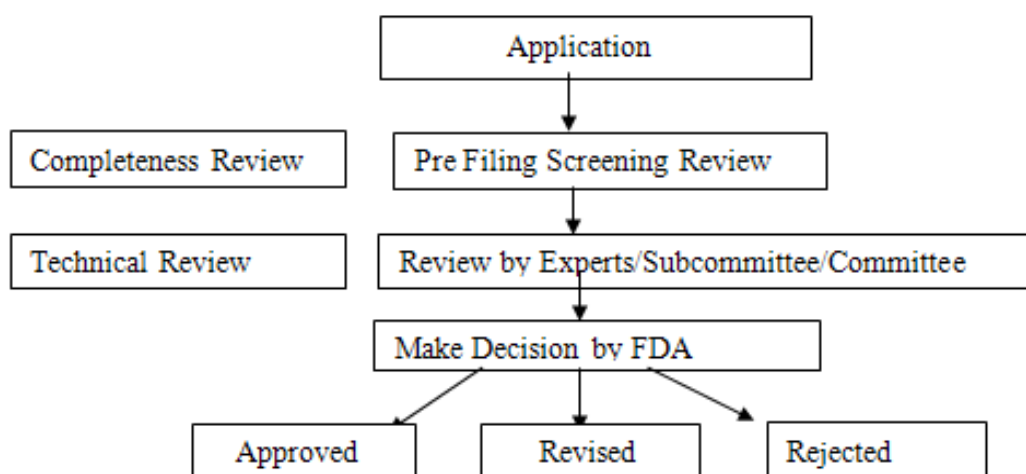 Application
Completeness Review
Pre Filing Screening Review
Technical Review
Review by Experts/Subcommittee/Committee
Make Decision by FDA
Approved
Revised
Rejected